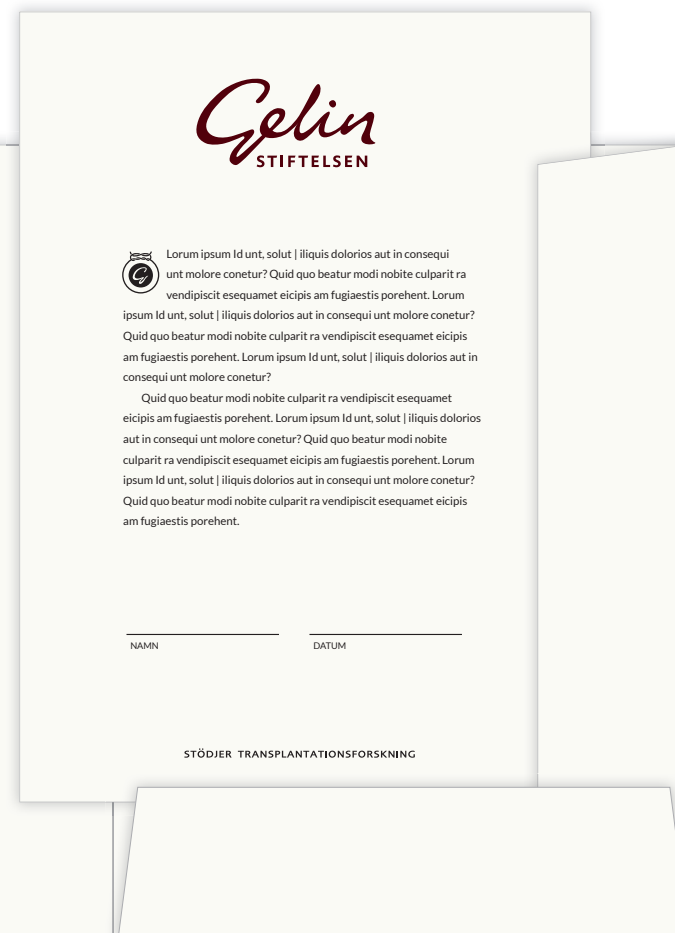 Gelin
STIFTELSEN
Lorum ipsum Id unt, solut | iliquis dolorios aut in consequi
unt molore conetur? Quid quo beatur modi nobite culparit ra
vendipiscit esequamet eicipis am fugiaestis porehent. Lorum
ipsum Id unt, solut | iliquis dolorios aut in consequi unt molore conetur?
Quid quo beatur modi nobite culparit ra vendipiscit esequamet eicipis
am fugiaestis porehent. Lorum ipsum Id unt, solut | iliquis dolorios aut in
consequi unt molore conetur?
Quid quo beatur modi nobite culparit ra vendipiscit esequamet
eicipis am fugiaestis porehent. Lorum ipsum Id unt, solut | iliquis dolorios
aut in consequi unt molore conetur? Quid quo beatur modi nobite
culparit ra vendipiscit esequamet eicipis am fugiaestis porehent. Lorum
ipsum Id unt, solut | iliquis dolorios aut in consequi unt molore conetur?
Quid quo beatur modi nobite culparit ra vendipiscit esequamet eicipis
am fugiaestis porehent.
NAMN
DATUM
STÖDJER TRANSPLANTATIONSFORSKNING